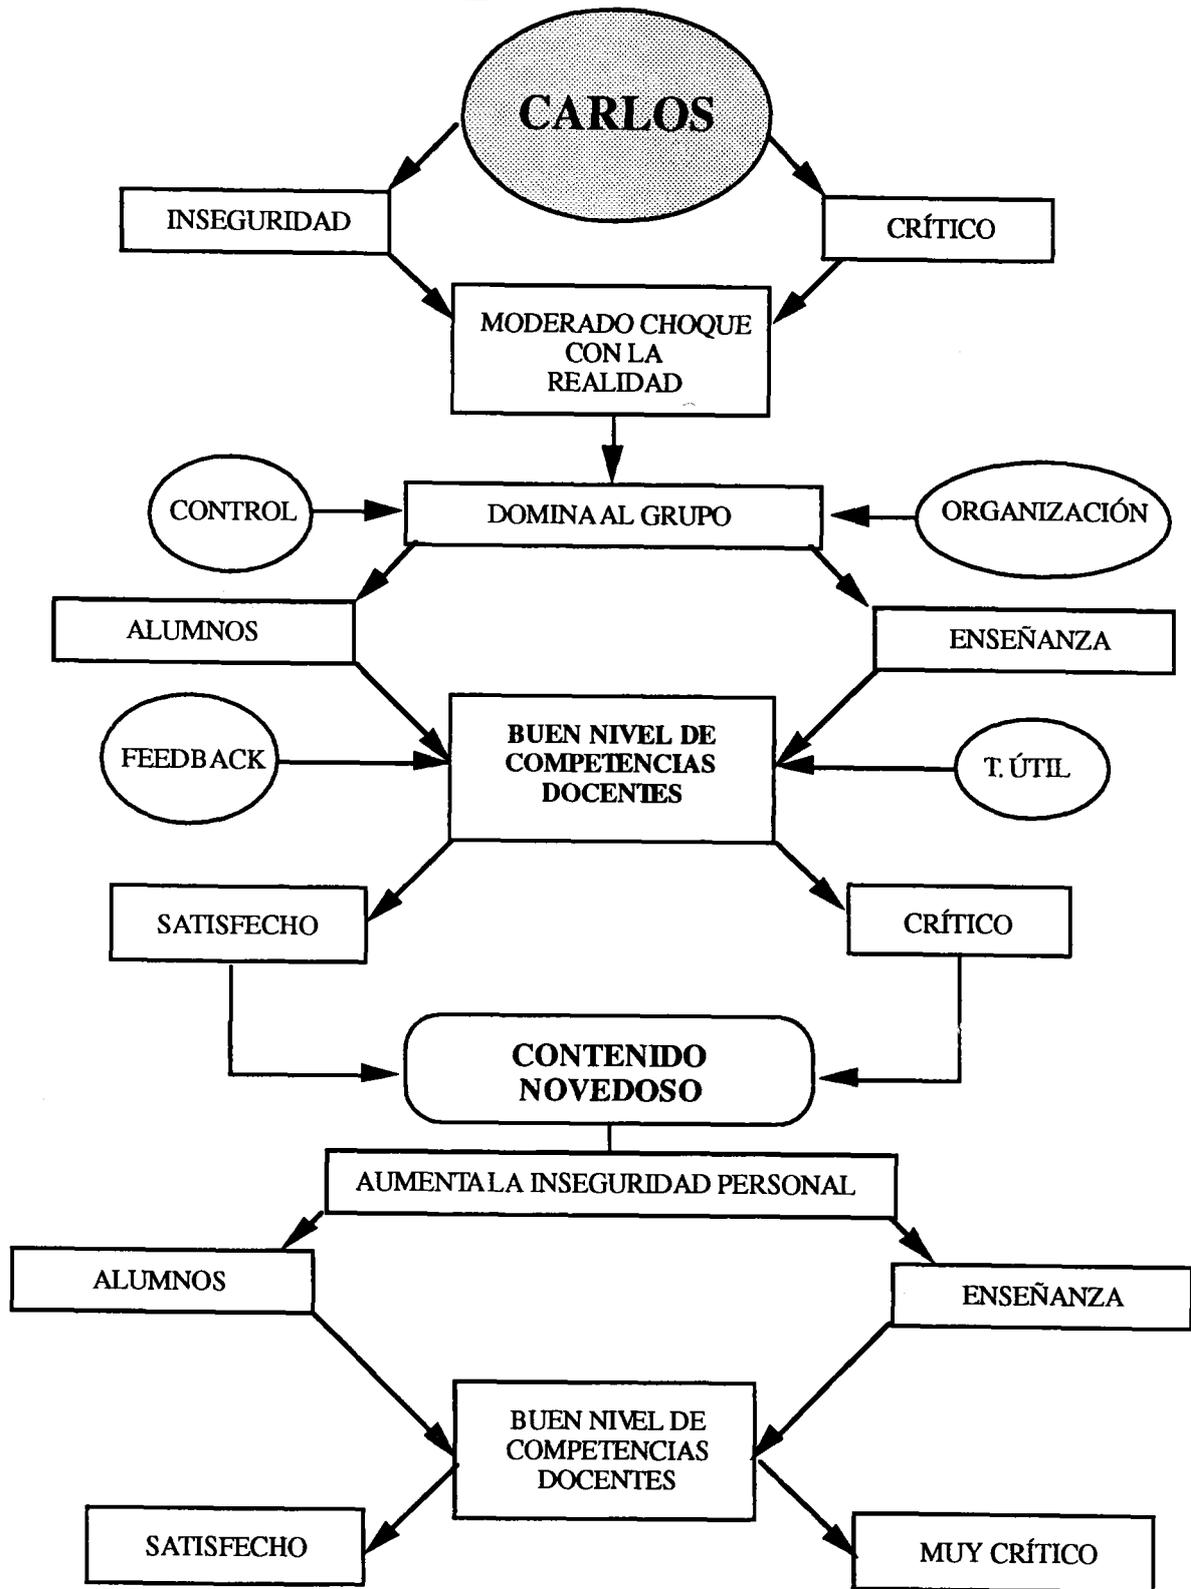 CARLOS
INSEGURIDAD
CRÍTICO
MODERADO CHOQUE
CON LA
REALIDAD
CONTROL
DOMINA AL GRUPO
ORGANIZACIÓN
ALUMNOS
ENSEÑANZA
FEEDBACK
BUEN NIVEL DE
COMPETENCIAS
DOCENTES
T. ÚTIL
SATISFECHO
CRÍTICO
CONTENIDO
NOVEDOSO
AUMENTA LA INSEGURIDAD PERSONAL
ALUMNOS
ENSEÑANZA
BUEN NIVEL DE
COMPETENCIAS
DOCENTES
SATISFECHO
MUY CRÍTICO